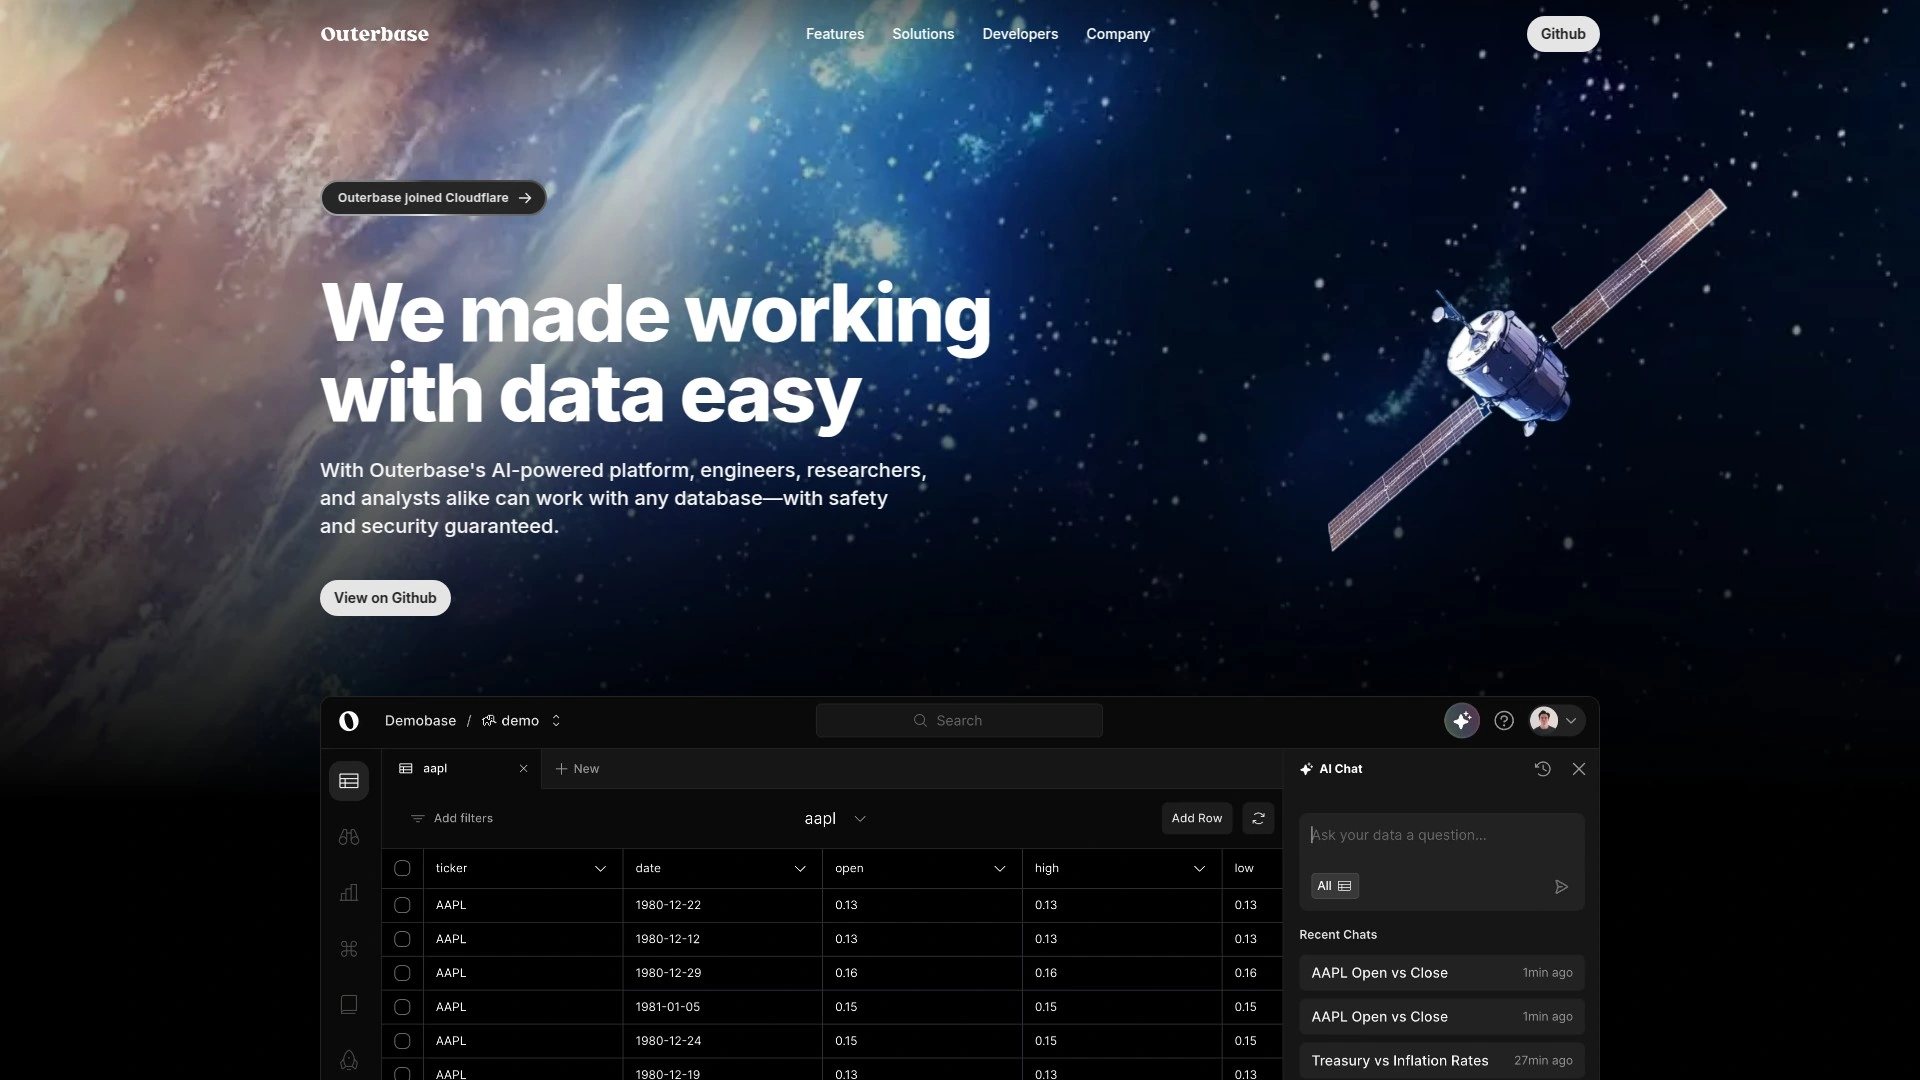 Outerbase
Features
Solutions
Developers
Company
Github
Outerbase joined Cloudflare
We made working
with data easy
With Outerbase's AI-powered platform, engineers, researchers,
and analysts alike can work with any database—with safety
and security guaranteed.
View on Github
Demobase / demo
Search
aapl
New
Add filters
aapl
Add Row
ticker date open high low
AAPL 1980-12-22 0.13 0.13 0.13
AAPL 1980-12-12 0.13 0.13 0.13
AAPL 1980-12-29 0.16 0.16 0.16
AAPL 1981-01-05 0.15 0.15 0.15
AAPL 1980-12-24 0.15 0.15 0.15
AAPL 1980-12-19 0.13 0.13 0.13
AI Chat
Ask your data a question...
All
Recent Chats
AAPL Open vs Close 1min ago
AAPL Open vs Close 1min ago
Treasury vs Inflation Rates 27min ago